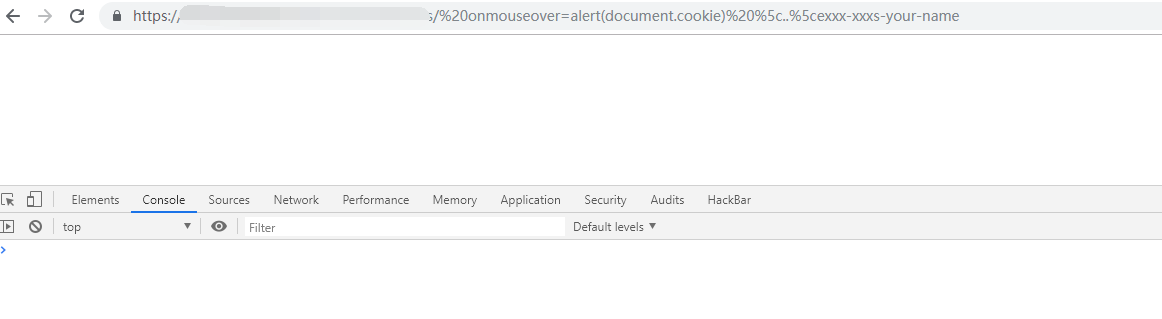 https://s/%20onmouseover=alert(document.cookie)%20%5c..%5cexxx-xxxs-your-name
Elements Console Sources Network Performance Memory Application Security Audits HackBar
top Filter Default levels